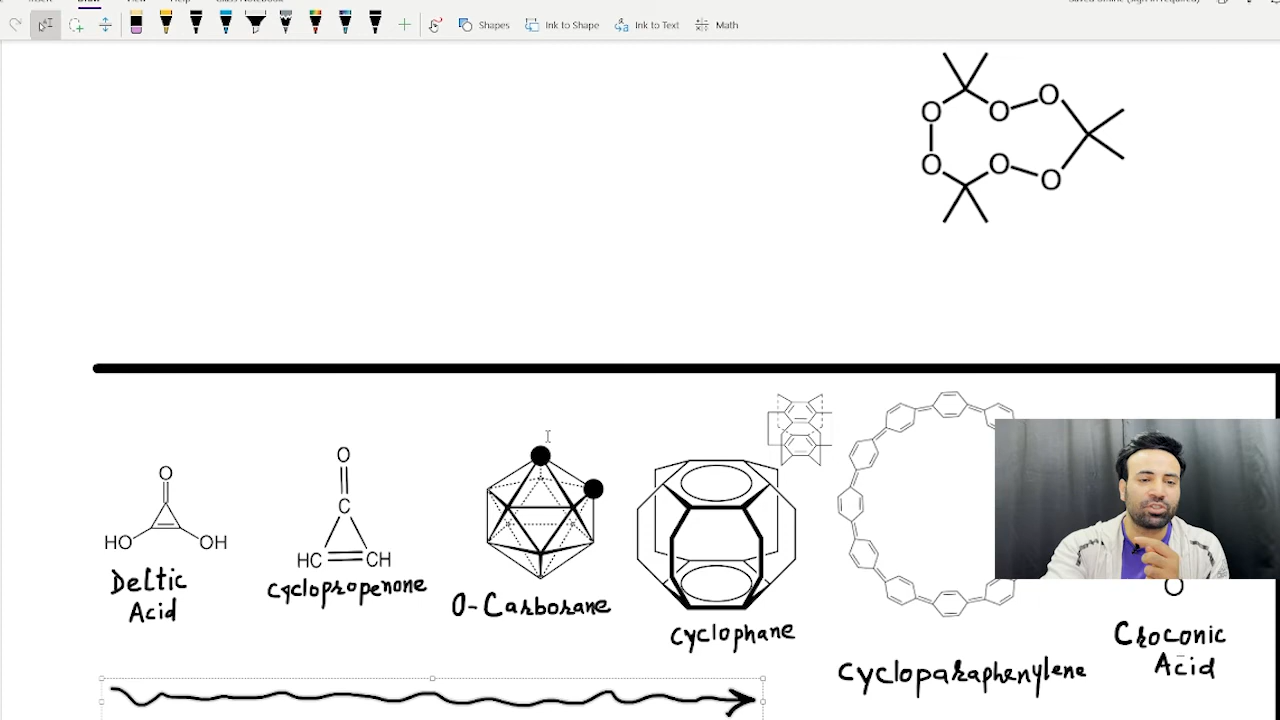 Shapes
Ink to Shape
Ink to Text
Math
O
O
O
O
O
O
O
O
HO
OH
HC
C
CH
O
Deltic
Acid
Cyclopropenone
O-Carborane
Cyclophane
Cycloparaphenylene
Croconic
Acid